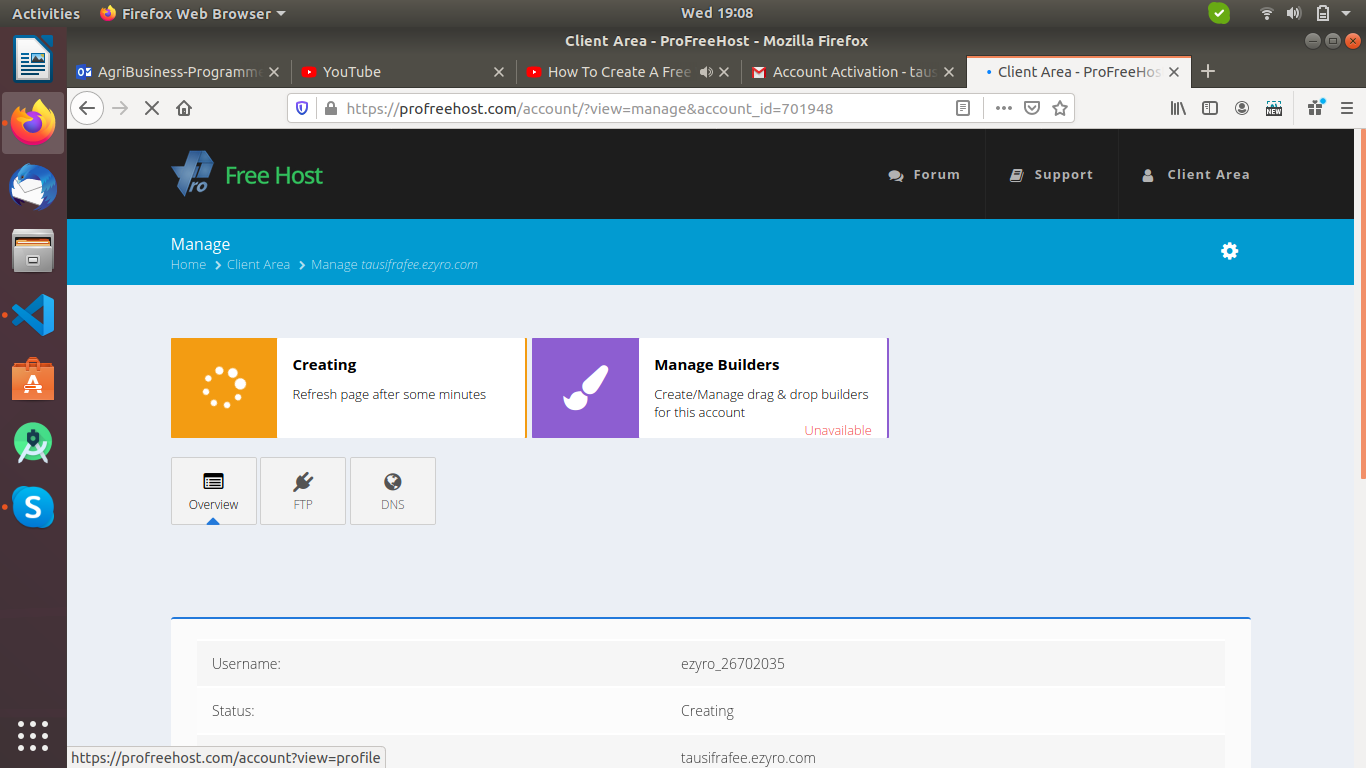 Activities
Firefox Web Browser
Wed 19:08
Client Area - ProFreeHost - Mozilla Firefox
AgriBusiness-Programme
YouTube
How To Create A Free
Account Activation - taus
Client Area - ProFreeHos
https://profreehost.com/account/?view=manage&account_id=701948
NEW
ro Free Host
Forum
Support
Client Area
Manage
Home > Client Area > Manage tausifrafee.ezyro.com
Creating
Refresh page after some minutes
Manage Builders
Create/Manage drag & drop builders
for this account
Unavailable
Overview
FTP
DNS
Username: ezyro_26702035
Status: Creating
tausifrafee.ezyro.com
https://profreehost.com/account?view=profile